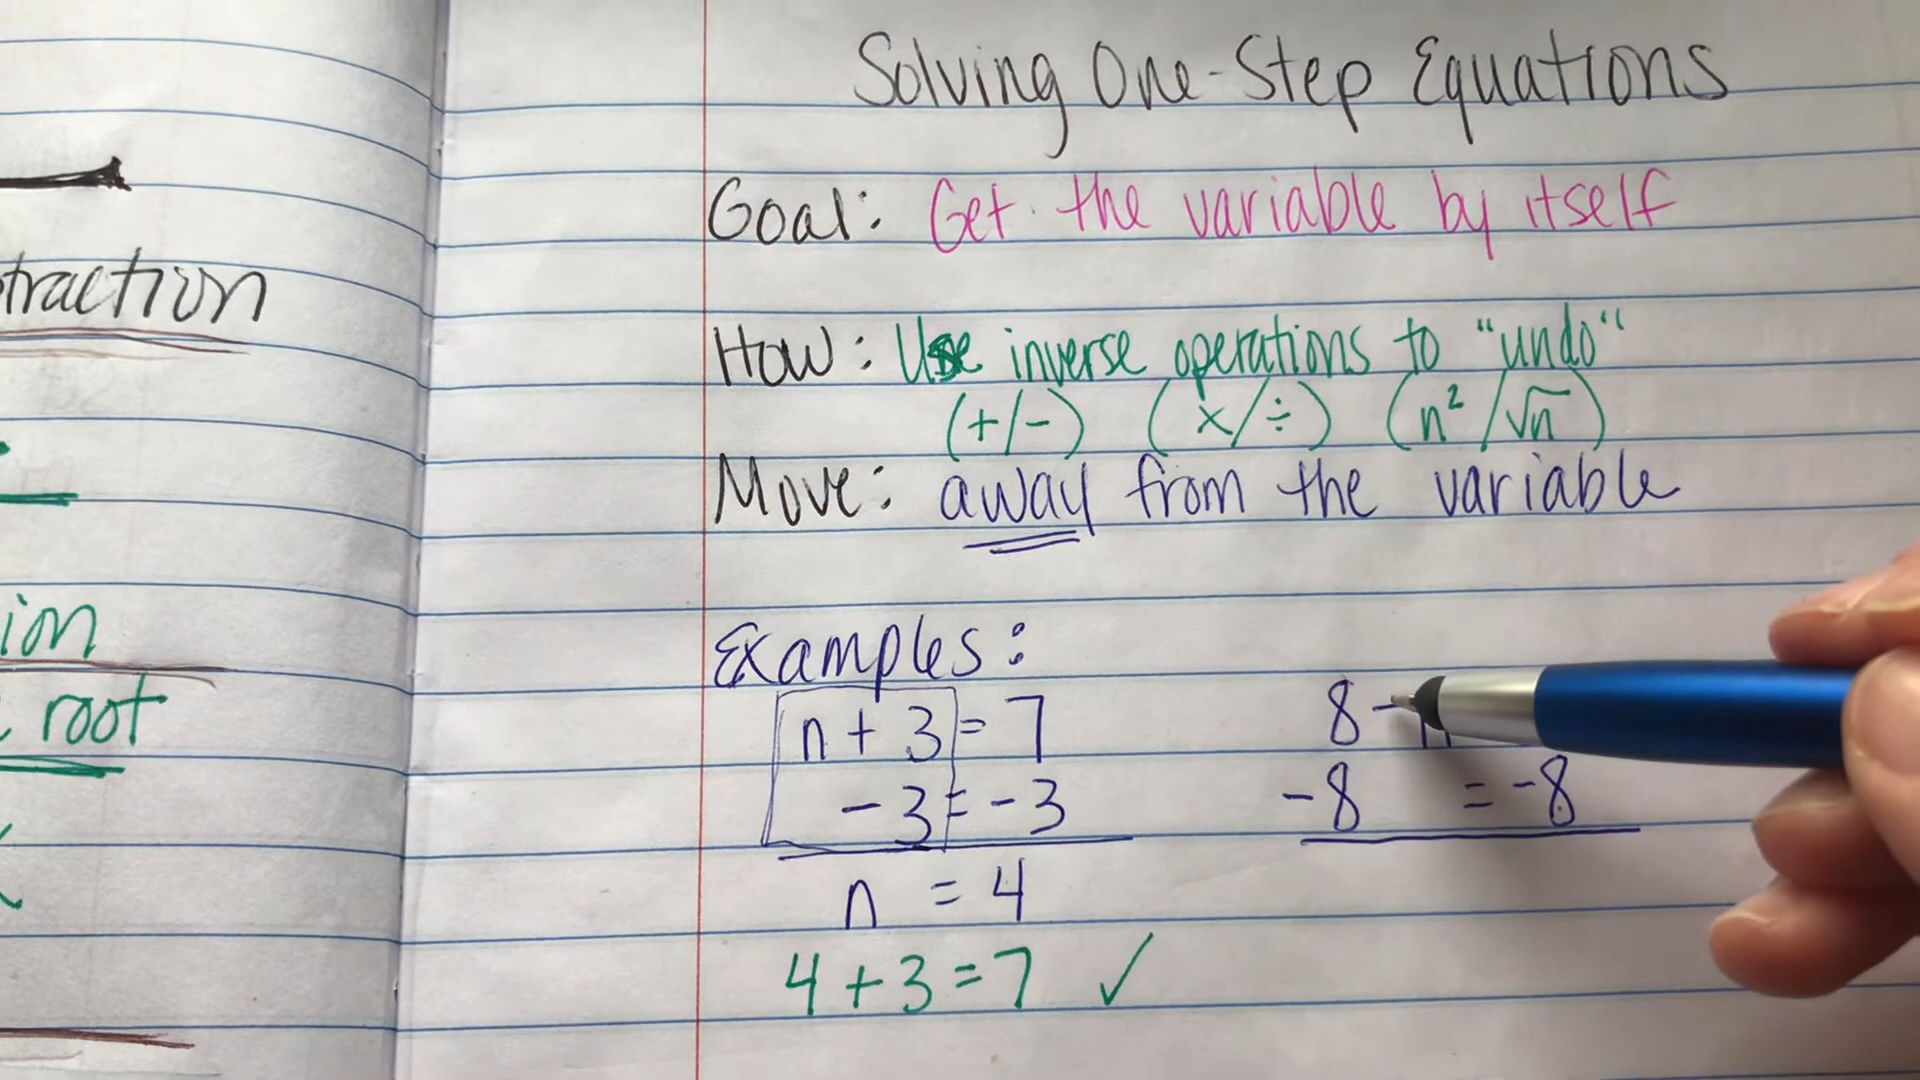 Solving One-Step Equations
Goal: Get the variable by itself
traction
How: Use inverse operations to "undo"
(+/-) (x/÷) (n²/√n)
Move: away from the variable
ion
root
Examples:
n + 3 = 7
- 3 = - 3
n = 4
4 + 3 = 7 ✓
8 - n
- 8 = - 8